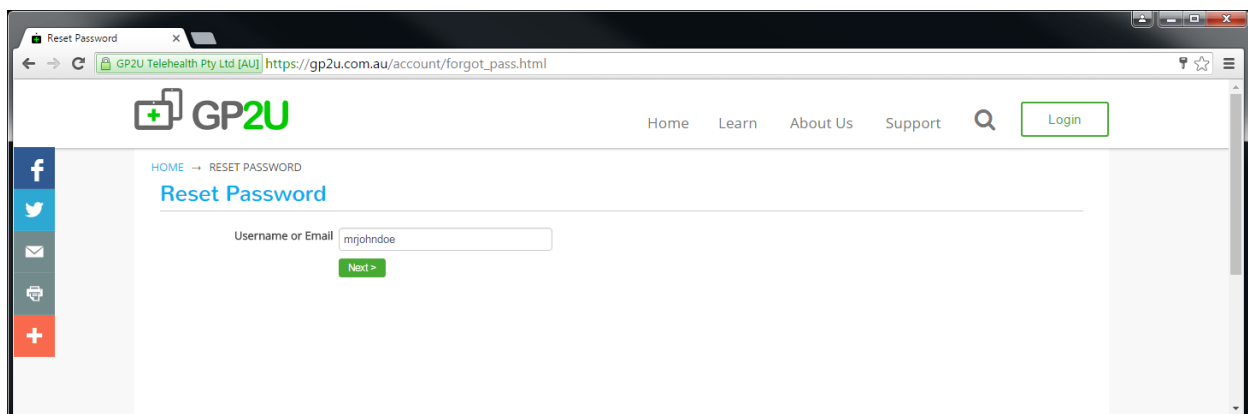 Reset Password
GP2U Telehealth Pty Ltd [AU] https://gp2u.com.au/account/forgot_pass.html
GP2U
Home Learn About Us Support Login
HOME → RESET PASSWORD
Reset Password
Username or Email mrjohndoe
Next >